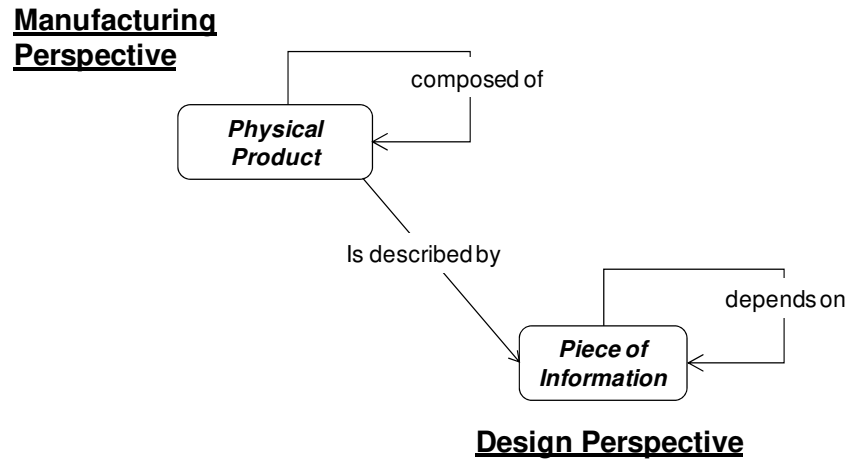 Manufacturing
Perspective
composed of
Physical
Product
Is described by
depends on
Piece of
Information
Design Perspective